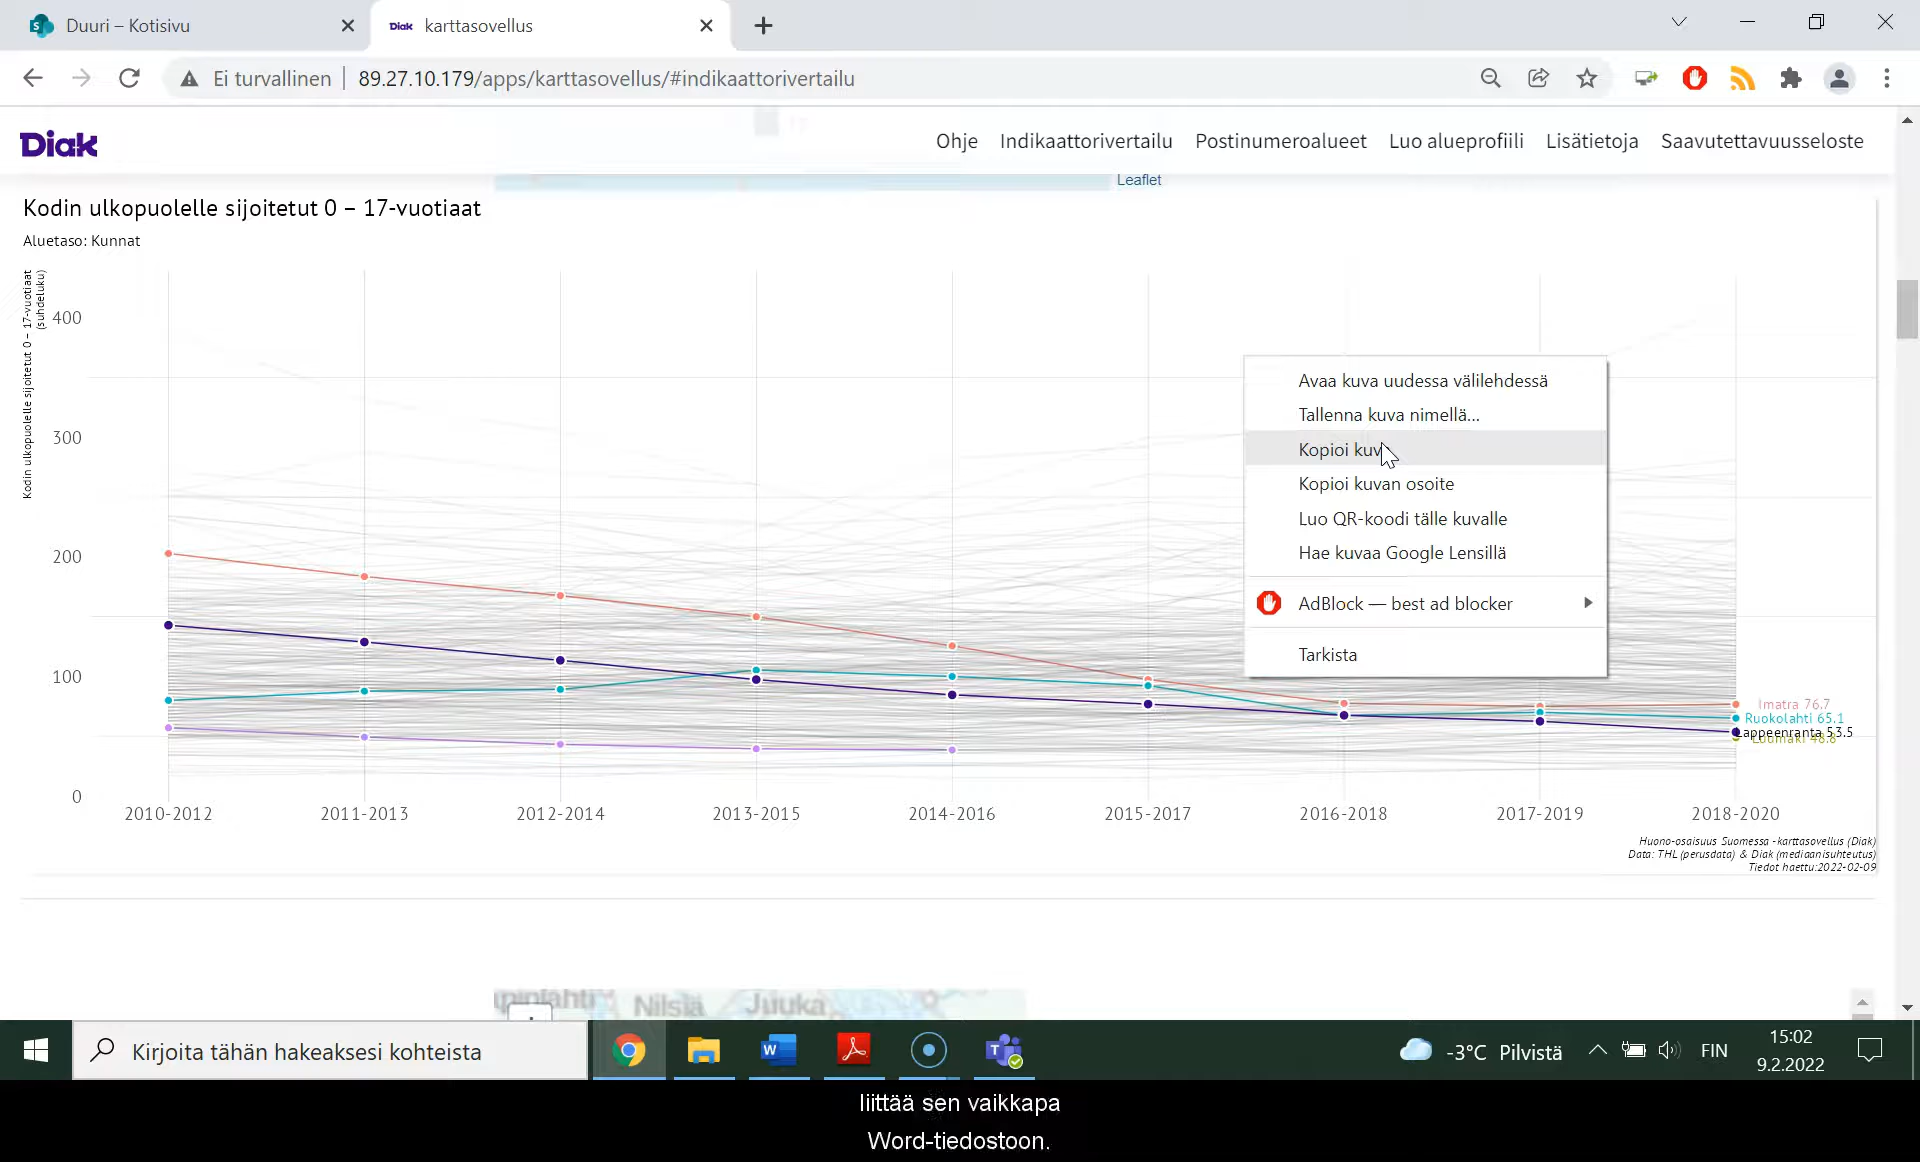 Duuri – Kotisivu
Diak karttasovellus
Ei turvallinen 89.27.10.179/apps/karttasovellus/#indikaattorivertailu
Diak
Ohje Indikaattorivertailu Postinumeroalueet Luo alueprofiili Lisätietoja Saavutettavuusseloste
Leaflet
Kodin ulkopuolelle sijoitetut 0 – 17-vuotiaat
Aluetaso: Kunnat
Kodin ulkopuolelle sijoitetut 0 – 17-vuotiaat
(suhdeluku)
400
300
200
100
0
2010-2012 2011-2013 2012-2014 2013-2015 2014-2016 2015-2017 2016-2018 2017-2019 2018-2020
Avaa kuva uudessa välilehdessä
Tallenna kuva nimellä...
Kopioi kuv
Kopioi kuvan osoite
Luo QR-koodi tälle kuvalle
Hae kuvaa Google Lensillä
AdBlock — best ad blocker
Tarkista
Imatra 76.7
Ruokolahti 65.1
Lappeenranta 53.5
Huono-osaisuus Suomessa -karttasovellus (Diak)
Data: THL (perusdata) & Diak (mediaanisuhteutus)
Tiedot haettu:2022-02-09
Nilsiä Juuka
Kirjoita tähän hakeaksesi kohteista
-3°C Pilvistä
FIN
15:02
9.2.2022
liittää sen vaikkapa
Word-tiedostoon.